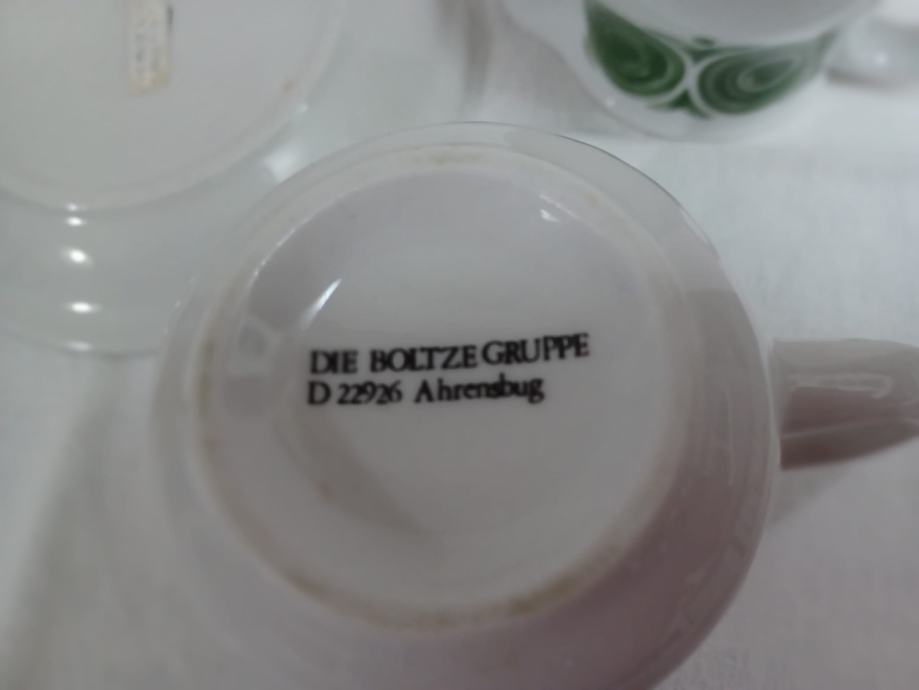 DIE BOLTZE GRUPPE
D 22926 Ahrensbug